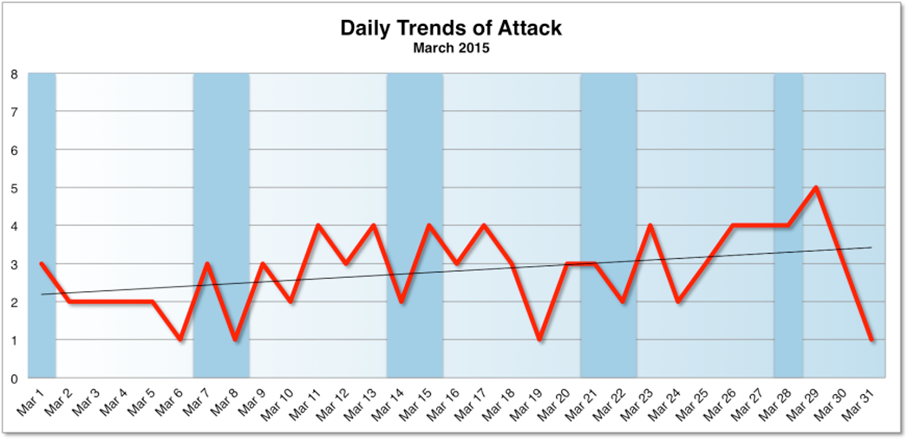 Daily Trends of Attack
March 2015
8
7
6
5
4
3
2
1
0
Mar 1
Mar 2
Mar 3
Mar 4
Mar 5
Mar 6
Mar 7
Mar 8
Mar 9
Mar 10
Mar 11
Mar 12
Mar 13
Mar 14
Mar 15
Mar 16
Mar 17
Mar 18
Mar 19
Mar 20
Mar 21
Mar 22
Mar 23
Mar 24
Mar 25
Mar 26
Mar 27
Mar 28
Mar 29
Mar 30
Mar 31